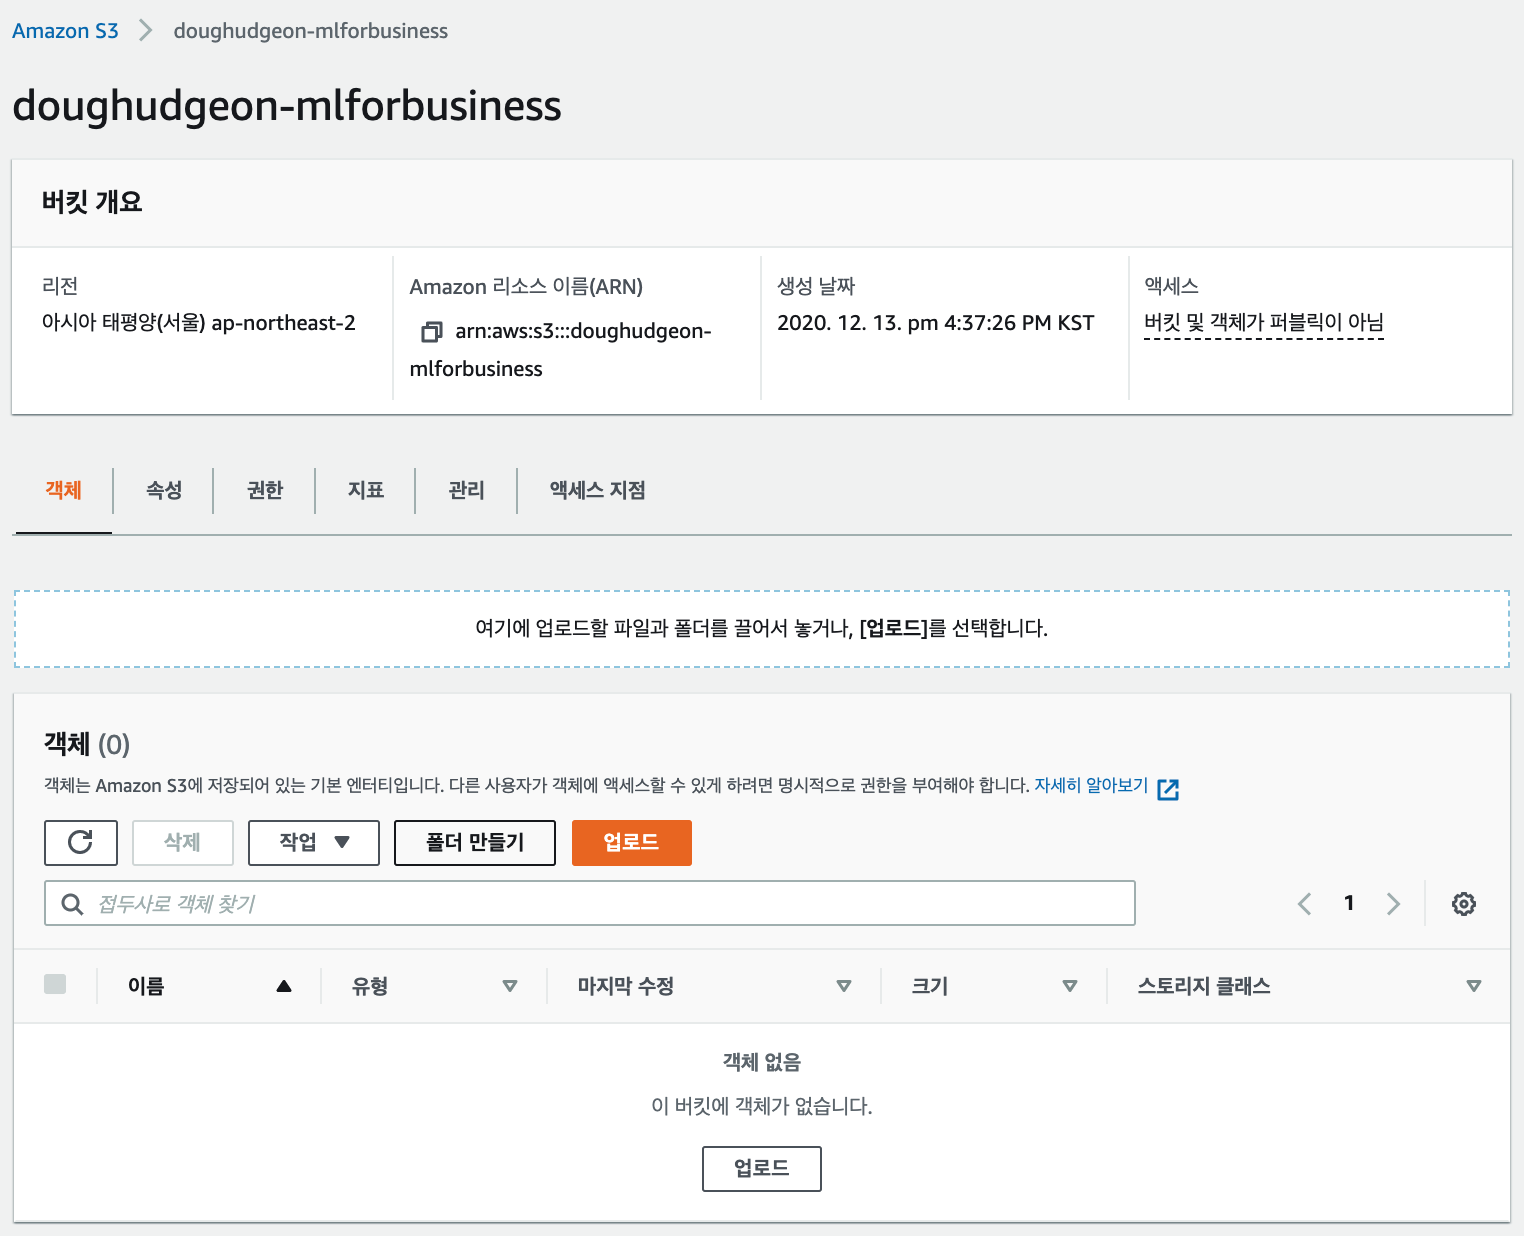 Amazon S3 > doughudgeon-mlforbusiness
doughudgeon-mlforbusiness
버킷 개요
리전
아시아 태평양(서울) ap-northeast-2
Amazon 리소스 이름(ARN)
arn:aws:s3:::doughudgeon-
mlforbusiness
생성 날짜
2020. 12. 13. pm 4:37:26 PM KST
액세스
버킷 및 객체가 퍼블릭이 아님
객체 속성 권한 지표 관리 액세스 지점
여기에 업로드할 파일과 폴더를 끌어서 놓거나, [업로드]를 선택합니다.
객체 (0)
객체는 Amazon S3에 저장되어 있는 기본 엔터티입니다. 다른 사용자가 객체에 액세스할 수 있게 하려면 명시적으로 권한을 부여해야 합니다. 자세히 알아보기
삭제 작업 폴더 만들기 업로드
접두사로 객체 찾기 1
이름 유형 마지막 수정 크기 스토리지 클래스
객체 없음
이 버킷에 객체가 없습니다.
업로드